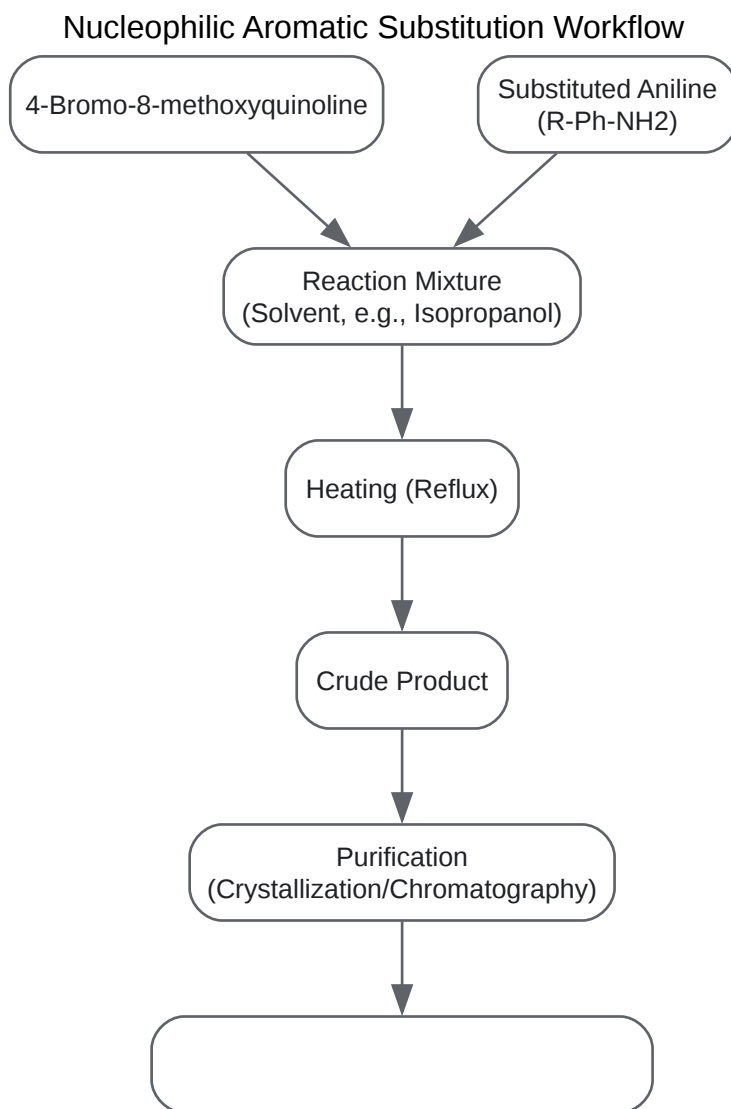 Nucleophilic Aromatic Substitution Workflow
4-Bromo-8-methoxyquinoline
Substituted Aniline
(R-Ph-NH2)
Reaction Mixture
(Solvent, e.g., Isopropanol)
Heating (Reflux)
Crude Product
Purification
(Crystallization/Chromatography)